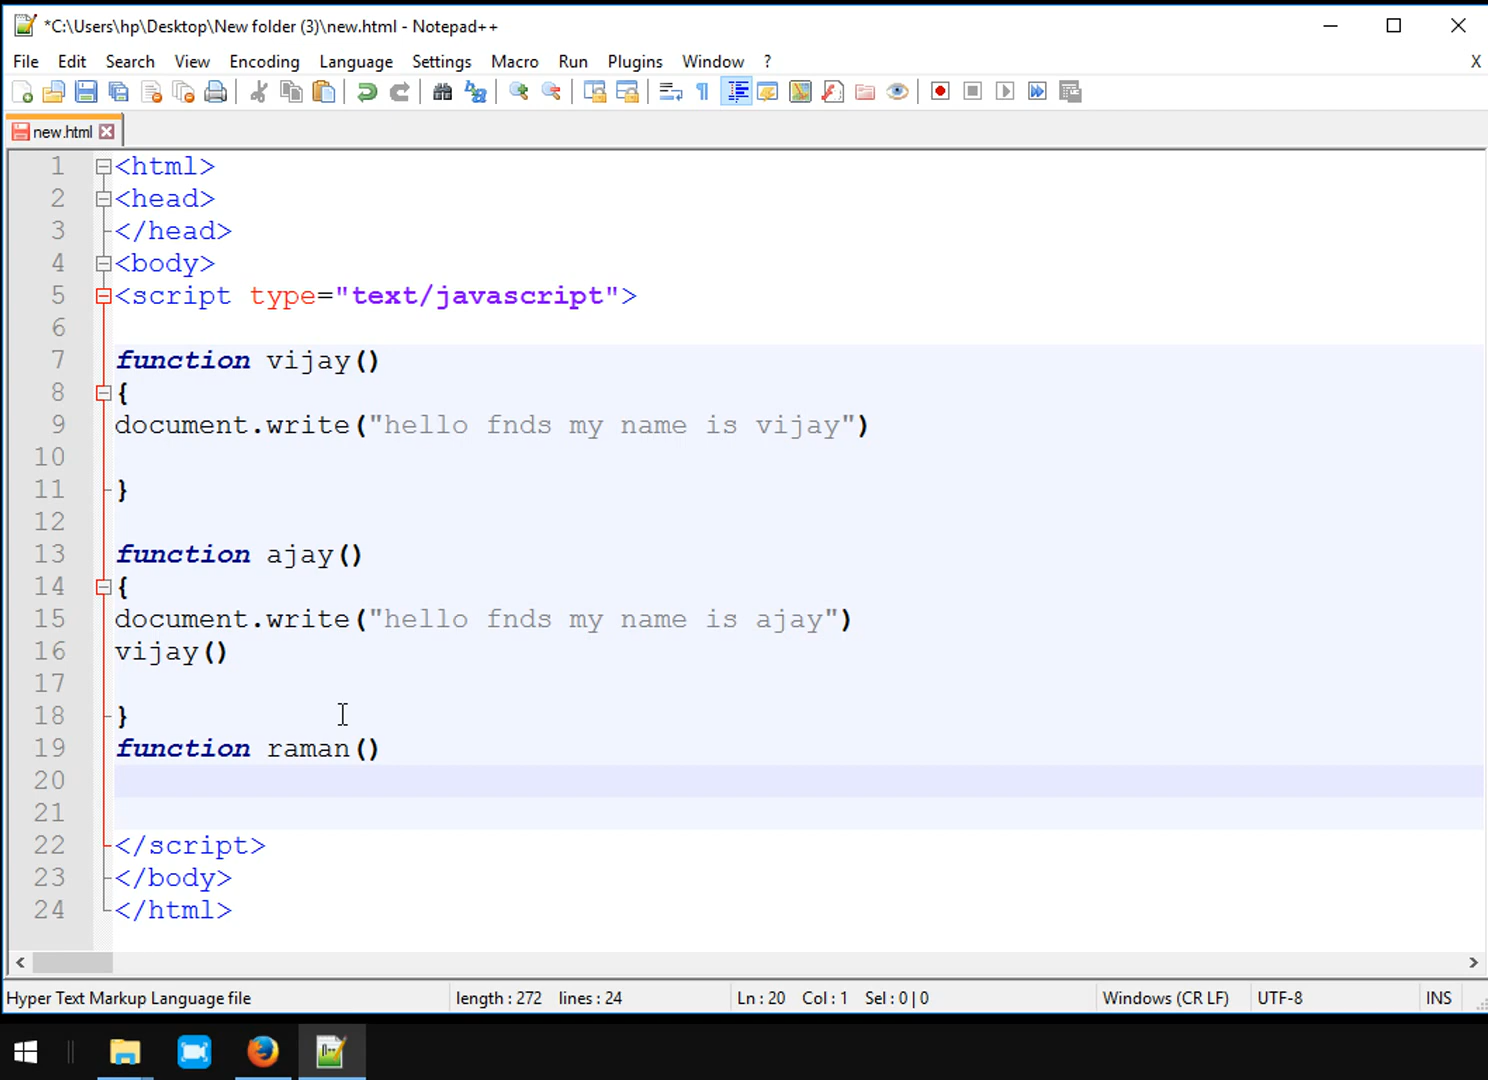 *C:\Users\hp\Desktop\New folder (3)\new.html - Notepad++
File Edit Search View Encoding Language Settings Macro Run Plugins Window ? X
new.html
1 <html>
2 <head>
3 </head>
4 <body>
5 <script type="text/javascript">
6
7 function vijay()
8 {
9 document.write("hello fnds my name is vijay")
10
11 }
12
13 function ajay()
14 {
15 document.write("hello fnds my name is ajay")
16 vijay()
17
18 }
19 function raman()
20
21
22 </script>
23 </body>
24 </html>
Hyper Text Markup Language file length : 272 lines : 24 Ln : 20 Col : 1 Sel : 0 | 0 Windows (CR LF) UTF-8 INS